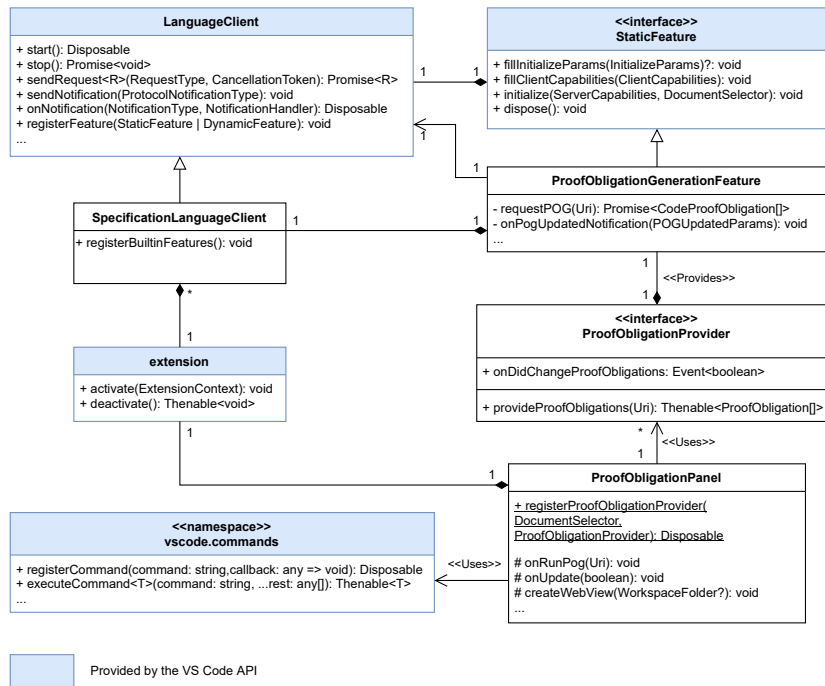 LanguageClient
+ start(): Disposable
+ stop(): Promise<void>
+ sendRequest<R>(RequestType, CancellationToken): Promise<R>
+ sendNotification(ProtocolNotificationType): void
+ onNotification(NotificationType, NotificationHandler): Disposable
+ registerFeature(StaticFeature | DynamicFeature): void
...
<<interface>>
StaticFeature
+ fillInitializeParams(InitializeParams)?: void
+ fillClientCapabilities(ClientCapabilities): void
+ initialize(ServerCapabilities, DocumentSelector): void
+ dispose(): void
1
1
1
1
ProofObligationGenerationFeature
- requestPOG(Uri): Promise<CodeProofObligation[]>
- onPogUpdatedNotification(POGUpdatedParams): void
...
SpecificationLanguageClient
+ registerBuiltinFeatures(): void
1
1
1
<<Provides>>
1
*
1
<<interface>>
ProofObligationProvider
+ onDidChangeProofObligations: Event<boolean>
+ provideProofObligations(Uri): Thenable<ProofObligation[]>
extension
+ activate(ExtensionContext): void
+ deactivate(): Thenable<void>
1
*
<<Uses>>
1
1
ProofObligationPanel
+ registerProofObligationProvider(
DocumentSelector,
ProofObligationProvider): Disposable
# onRunPog(Uri): void
# onUpdate(boolean): void
# createWebView(WorkspaceFolder?): void
...
<<namespace>>
vscode.commands
+ registerCommand(command: string,callback: any => void): Disposable
+ executeCommand<T>(command: string, ...rest: any[]): Thenable<T>
...
<<Uses>>
Provided by the VS Code API